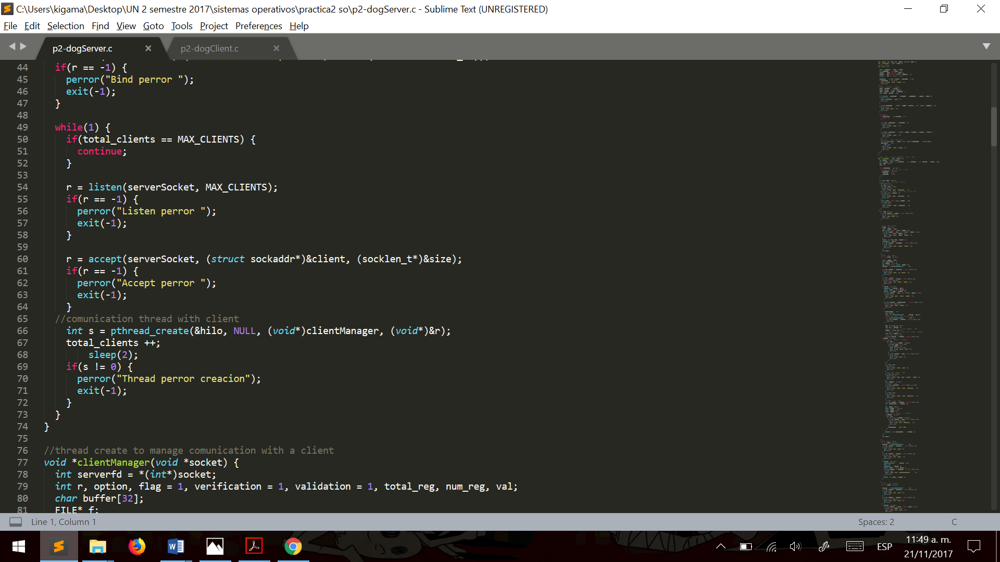 C:\Users\kigama\Desktop\UN 2 semestre 2017\sistemas operativos\practica2 so\p2-dogServer.c - Sublime Text (UNREGISTERED)
File Edit Selection Find View Goto Tools Project Preferences Help
p2-dogServer.c × p2-dogClient.c ×
44 if(r == -1) {
45 perror("Bind perror ");
46 exit(-1);
47 }
48
49 while(1) {
50 if(total_clients == MAX_CLIENTS) {
51 continue;
52 }
53
54 r = listen(serverSocket, MAX_CLIENTS);
55 if(r == -1) {
56 perror("Listen perror ");
57 exit(-1);
58 }
59
60 r = accept(serverSocket, (struct sockaddr*)&client, (socklen_t*)&size);
61 if(r == -1) {
62 perror("Accept perror ");
63 exit(-1);
64 }
65 //comunication thread with client
66 int s = pthread_create(&hilo, NULL, (void*)clientManager, (void*)&r);
67 total_clients ++;
68 sleep(2);
69 if(s != 0) {
70 perror("Thread perror creacion");
71 exit(-1);
72 }
73 }
74 }
75
76 //thread create to manage comunication with a client
77 void *clientManager(void *socket) {
78 int serverfd = *(int*)socket;
79 int r, option, flag = 1, verification = 1, validation = 1, total_reg, num_reg, val;
80 char buffer[32];
81 FILE* f;
Line 1, Column 1 Spaces: 2 C
ESP 11:49 a. m.
21/11/2017